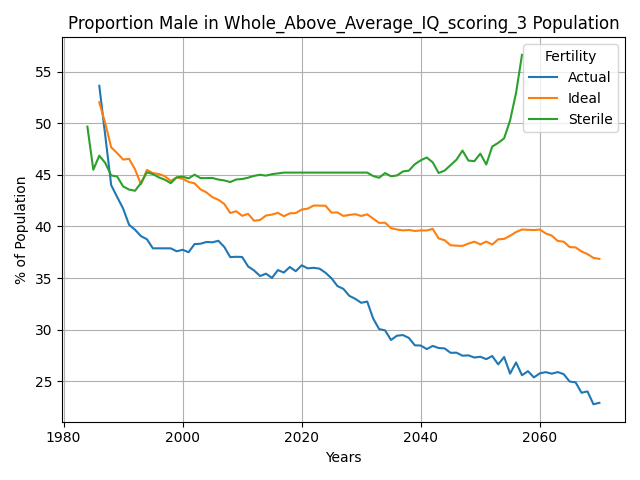 Proportion Male in Whole_Above_Average_IQ_scoring_3 Population
% of Population
55
50
45
40
35
30
25
Fertility
Actual
Ideal
Sterile
1980
2000
2020
2040
2060
Years